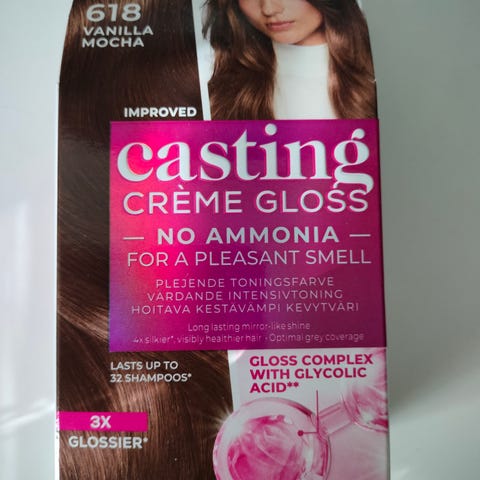 618
VANILLA
MOCHA
IMPROVED
casting
CRÈME GLOSS
— NO AMMONIA —
FOR A PLEASANT SMELL
PLEJENDE TONINGSFARVE
VÅRDANDE INTENSIVTONING
HOITAVA KESTÄVÄMPI KEVYTVÄRI
Long lasting mirror-like shine
4x silkier*, visibly healthier hair • Optimal grey coverage
LASTS UP TO
32 SHAMPOOS*
GLOSS COMPLEX
WITH GLYCOLIC
ACID**
3X
GLOSSIER*